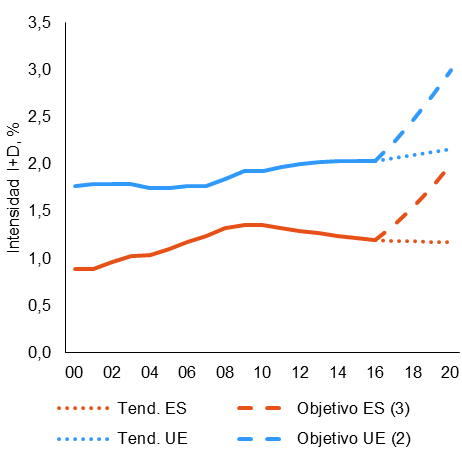 3,5
3,0
2,5
2,0
1,5
1,0
0,5
0,0
Intensidad I+D, %
00 02 04 06 08 10 12 14 16 18 20
Tend. ES Objetivo ES (3)
Tend. UE Objetivo UE (2)